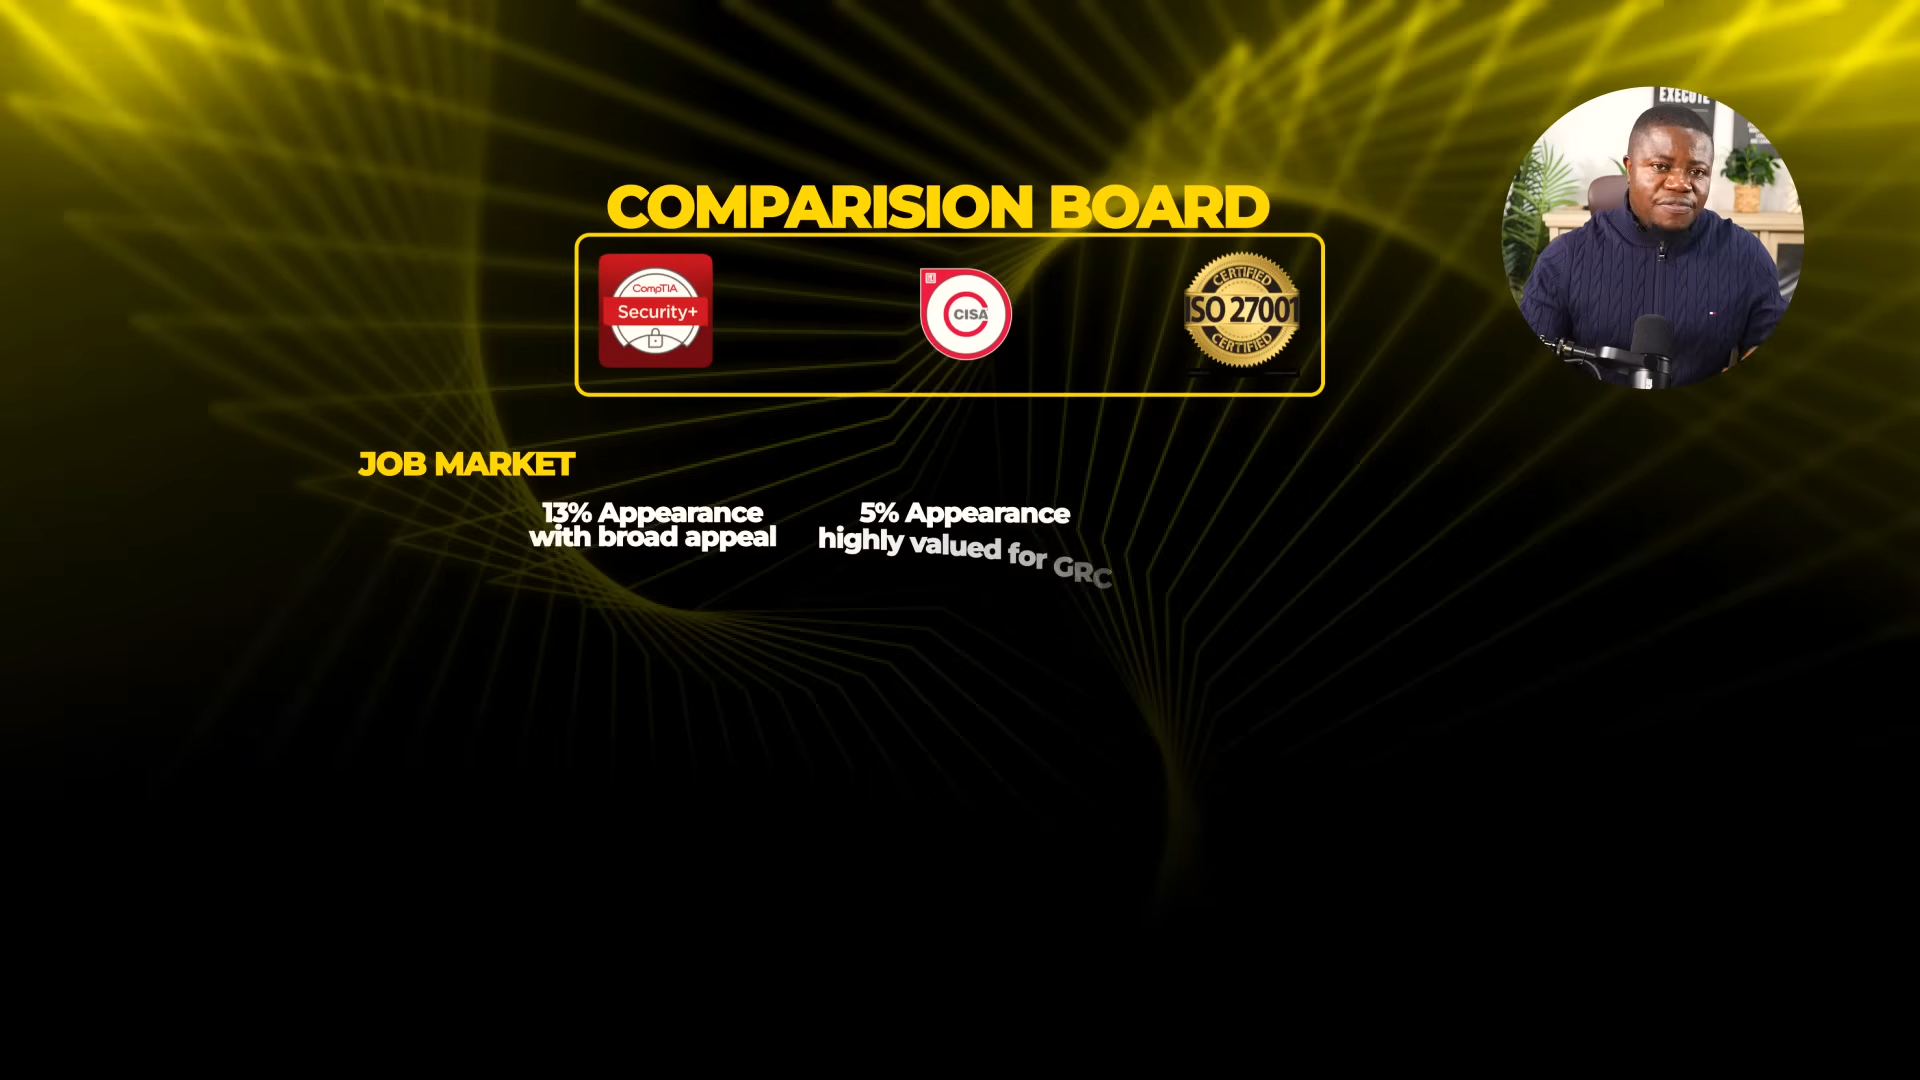 EXECUTE
COMPARISION BOARD
CompTIA
Security+
CISA
CERTIFIED
ISO 27001
CERTIFIED
JOB MARKET
13% Appearance
with broad appeal
5% Appearance
highly valued for GRC